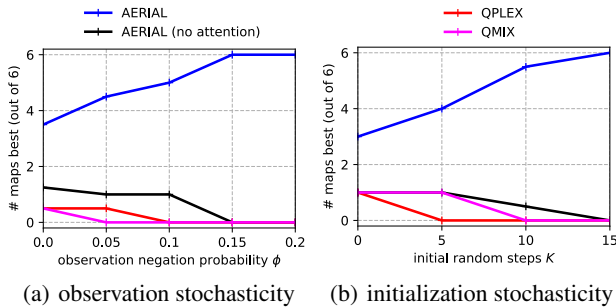 AERIAL
AERIAL (no attention)
QPLEX
QMIX
# maps best (out of 6)
6
4
2
0
0.0 0.05 0.1 0.15 0.2
observation negation probability ϕ
(a) observation stochasticity
# maps best (out of 6)
6
4
2
0
0 5 10 15
initial random steps K
(b) initialization stochasticity